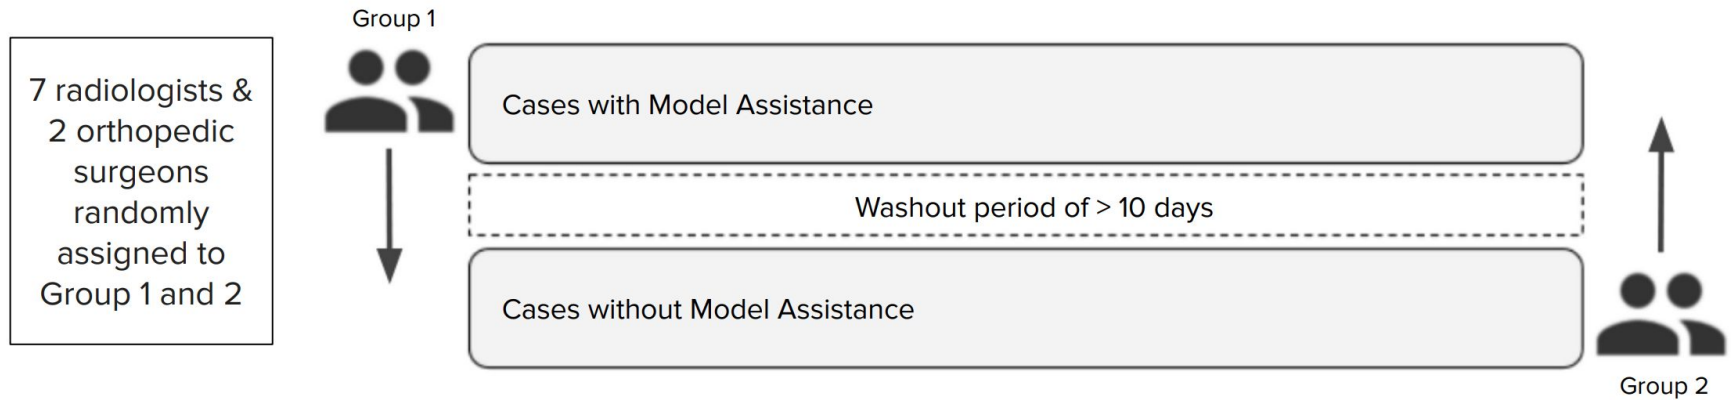 Group 1
7 radiologists &
2 orthopedic
surgeons
randomly
assigned to
Group 1 and 2
Cases with Model Assistance
Washout period of > 10 days
Cases without Model Assistance
Group 2